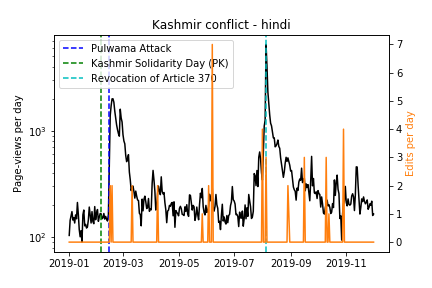 Kashmir conflict - hindi
Pulwama Attack
Kashmir Solidarity Day (PK)
Revocation of Article 370
Page-views per day
10³
10²
7
6
5
4
3
2
1
0
Edits per day
2019-01 2019-03 2019-05 2019-07 2019-09 2019-11